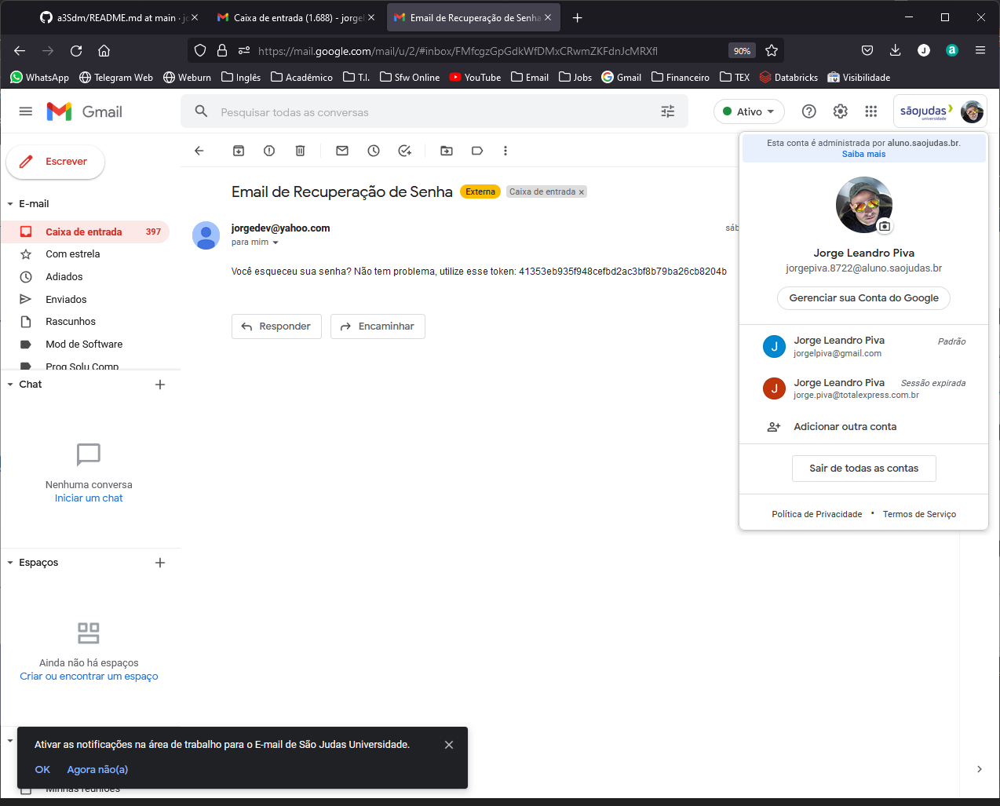 a3Sdm/README.md at main · jo
Caixa de entrada (1.688) - jorgel
Email de Recuperação de Senha
https://mail.google.com/mail/u/2/#inbox/FMfcgzGpGdkWfDMxCRwmZKFdnJcMRXfl
90%
J
a
WhatsApp Telegram Web Weburn Inglês Acadêmico T.I. Sfw Online YouTube Email Jobs Gmail Financeiro TEX Databricks Visibilidade
Gmail
Pesquisar todas as conversas
Ativo
sãojudas
universidade
Escrever
E-mail
Caixa de entrada 397
Com estrela
Adiados
Enviados
Rascunhos
Mod de Software
Prog Solu Comp
Chat
Nenhuma conversa
Iniciar um chat
Espaços
Ainda não há espaços
Criar ou encontrar um espaço
Email de Recuperação de Senha Externa Caixa de entrada ×
jorgedev@yahoo.com sáb
para mim
Você esqueceu sua senha? Não tem problema, utilize esse token: 41353eb935f948cefbd2ac3bf8b79ba26cb8204b
Responder Encaminhar
Esta conta é administrada por aluno.saojudas.br.
Saiba mais
Jorge Leandro Piva
jorgepiva.8722@aluno.saojudas.br
Gerenciar sua Conta do Google
J Jorge Leandro Piva Padrão
jorgelpiva@gmail.com
J Jorge Leandro Piva Sessão expirada
jorge.piva@totalexpress.com.br
Adicionar outra conta
Sair de todas as contas
Política de Privacidade • Termos de Serviço
Ativar as notificações na área de trabalho para o E-mail de São Judas Universidade.
OK Agora não(a)
Minhas reuniões